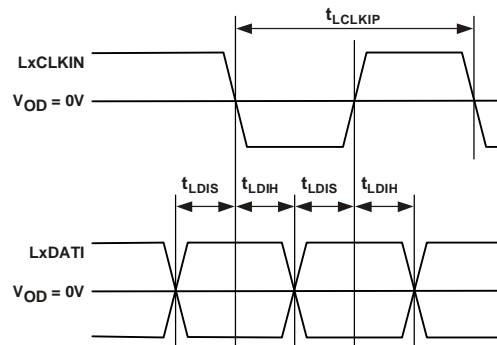 tLCLKIP
LxCLKIN
VOD = 0V
tLDIS tLDIH tLDIS tLDIH
LxDATI
VOD = 0V